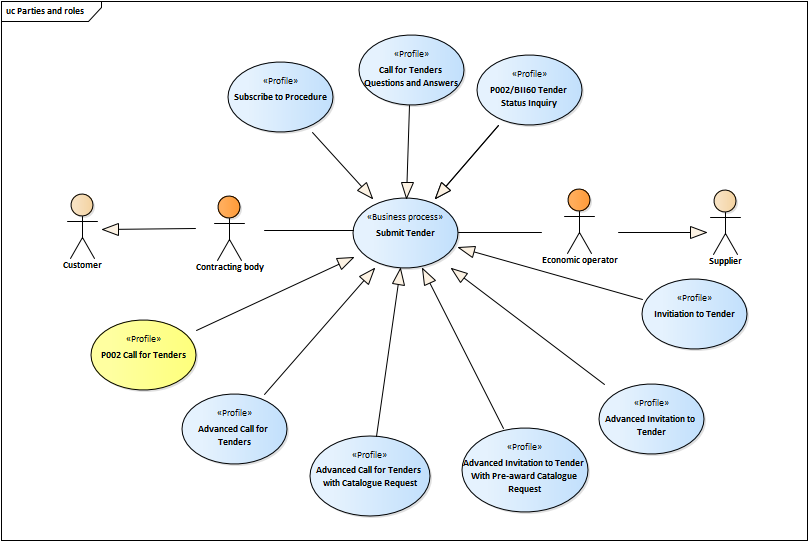 uc Parties and roles
«Profile»
Call for Tenders
Questions and Answers
«Profile»
Subscribe to Procedure
«Profile»
P002/BII60 Tender
Status Inquiry
«Business process»
Submit Tender
Customer
Contracting body
Economic operator
Supplier
«Profile»
Invitiation to Tender
«Profile»
P002 Call for Tenders
«Profile»
Advanced Call for
Tenders
«Profile»
Advanced Call for Tenders
with Catalogue Request
«Profile»
Advanced Invitation to Tender
With Pre-award Catalogue
Request
«Profile»
Advanced Invitation to
Tender